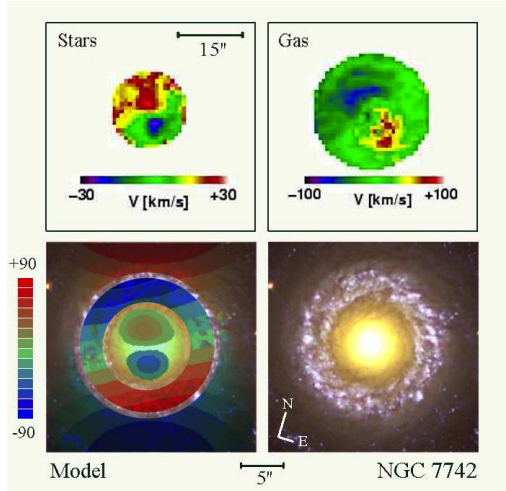 Stars
15"
Gas
-30
+30
V [km/s]
-100
+100
V [km/s]
+90
-90
N
E
Model
5"
NGC 7742